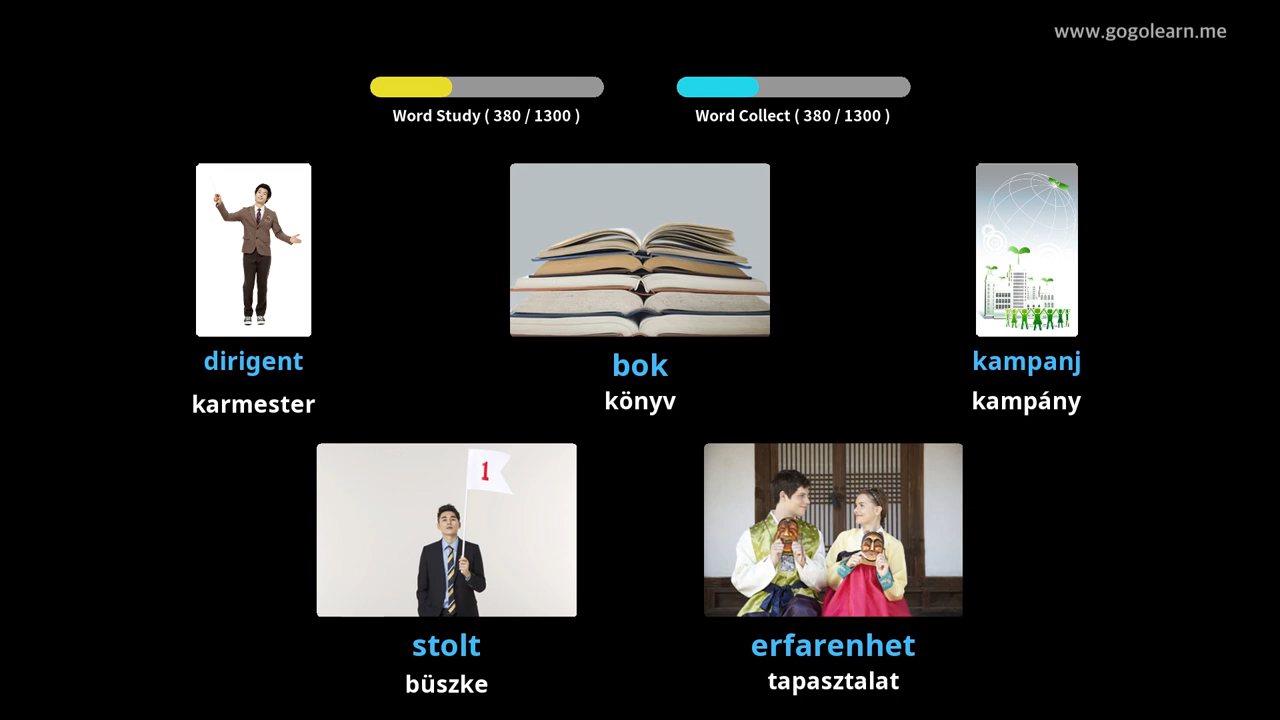 www.gogolearn.me
Word Study ( 380 / 1300 )
Word Collect ( 380 / 1300 )
dirigent
karmester
bok
könyv
kampanj
kampány
1
stolt
büszke
erfarenhet
tapasztalat